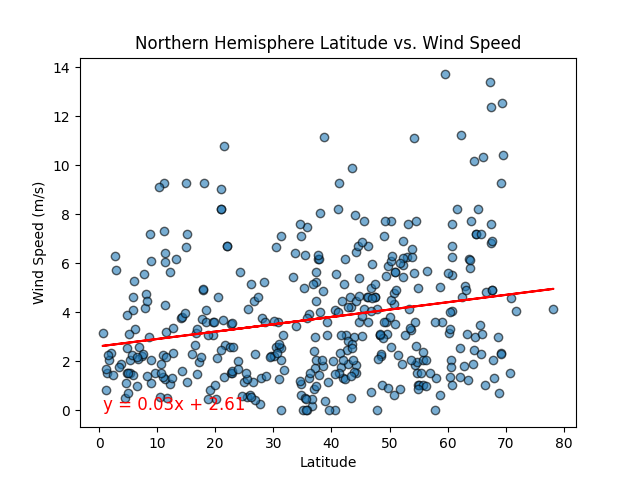 Northern Hemisphere Latitude vs. Wind Speed
14
12
10
8
6
4
2
0
Wind Speed (m/s)
y = 0.03x + 2.61
0 10 20 30 40 50 60 70 80
Latitude